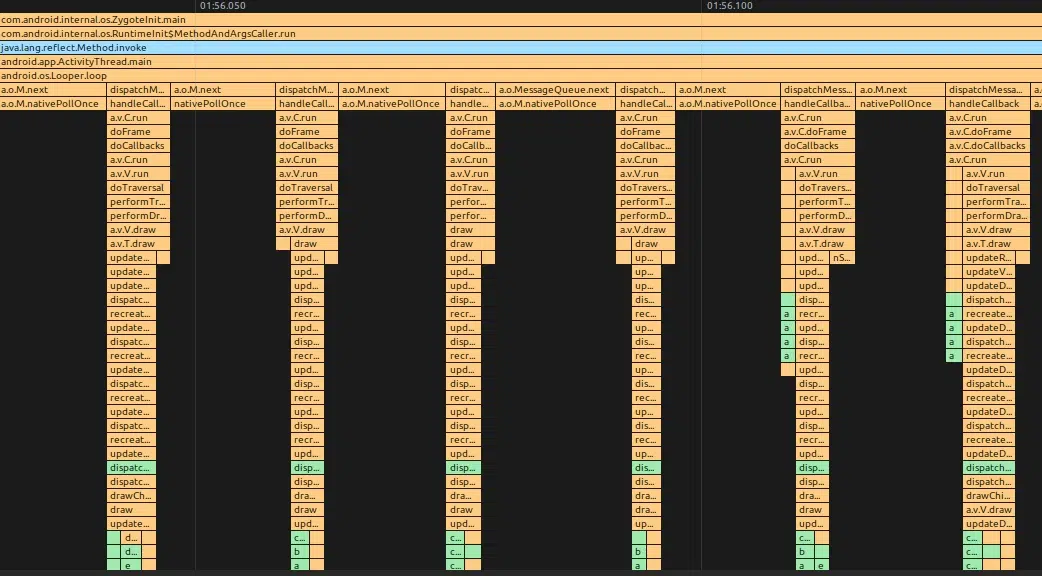 01:56.050 01:56.100
com.android.internal.os.ZygoteInit.main
com.android.internal.os.RuntimeInit$MethodAndArgsCaller.run
java.lang.reflect.Method.invoke
android.app.ActivityThread.main
android.os.Looper.loop
a.o.M.next dispatchM... a.o.M.next dispatchM... a.o.M.next dispatc... a.o.MessageQueue.next dispatch... a.o.M.next dispatchMess... a.o.M.next dispatchMessa... a.
a.o.M.nativePollOnce handleCall... nativePollOnce handleCall... a.o.M.nativePollOnce handle... a.o.M.nativePollOnce handleCal... a.o.M.nativePollOnce handleCallba... nativePollOnce handleCallback a.
a.v.C.run a.v.C.run a.v.C.run a.v.C.run a.v.C.run a.v.C.run
doFrame doFrame doFrame doFrame a.v.C.doFrame a.v.C.doFrame
doCallbacks doCallbacks doCallb... doCallbac... doCallbacks a.v.C.doCallbacks
a.v.C.run a.v.C.run a.v.C.run a.v.C.run a.v.C.run a.v.C.run
a.v.V.run a.v.V.run a.v.V.run a.v.V.run a.v.V.run a.v.V.run
doTraversal doTraversal doTrav... doTravers... doTravers... doTraversal
performTr... performTr... perfor... performT... performT... performTra...
performDr... performD... perfor... performD... performD... performDra...
a.v.V.draw a.v.V.draw draw a.v.V.draw a.v.V.draw a.v.V.draw
a.v.T.draw draw draw draw a.v.T.draw a.v.T.draw
update... upd... upd... up... upd... nS... updateR...
update... upd... upd... up... upd... updateV...
update... upd... upd... up... upd... updateD...
dispatc... disp... disp... dis... disp... dispatch...
recreat... recr... recr... rec... a recr... a recreate...
update... upd... upd... up... a upd... a updateD...
dispatc... disp... disp... dis... a disp... a dispatch...
recreat... recr... recr... rec... a recr... a recreate...
update... upd... upd... up... upd... updateD...
dispatc... disp... disp... dis... disp... dispatch...
recreat... recr... recr... rec... recr... recreate...
update... upd... upd... up... upd... updateD...
dispatc... disp... disp... dis... disp... dispatch...
recreat... recr... recr... rec... recr... recreate...
update... upd... upd... up... upd... updateD...
dispatc... disp... disp... dis... disp... dispatch...
dispatc... disp... disp... dis... disp... dispatch...
drawCh... dra... dra... dra... dra... drawChi...
draw draw draw draw draw a.v.V.draw
update... upd... upd... up... upd... updateD...
d... c... c... c... c...
d... b c... b b c...
e a c... a a e c...